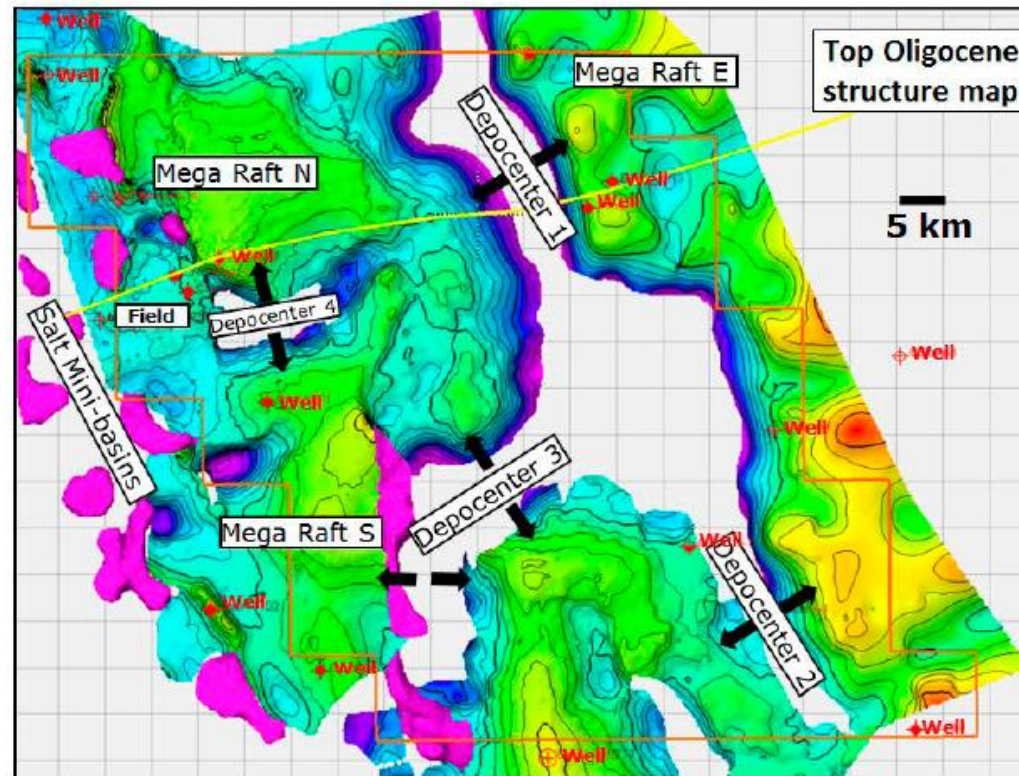 Well
Well
Mega Raft E
Top Oligocene
structure map
Depocenter 1
Mega Raft N
Well
Well
5 km
Well
Depocenter 4
Field
Salt Mini-basins
Well
Well
Well
Depocenter 3
Mega Raft S
Well
Depocenter 2
Well
Well
Well
Well